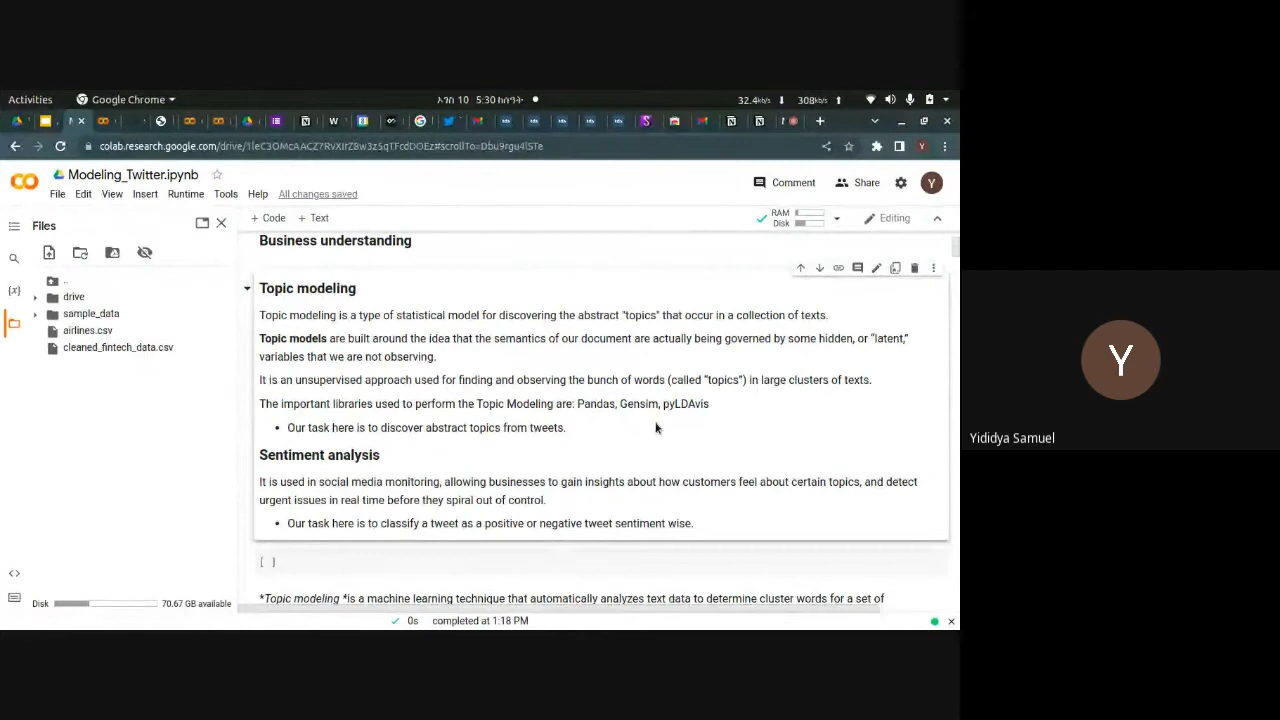 Activities
Google Chrome
5:30
32.4kb/s
308kb/s
colab.research.google.com/drive/
Modeling_Twitter.ipynb
File Edit View Insert Runtime Tools Help All changes saved
Comment
Share
Y
Files
+ Code + Text
RAM
Disk
Editing
..
drive
sample_data
airlines.csv
cleaned_fintech_data.csv
Disk
70.67 GB available
Business understanding
Topic modeling
Topic modeling is a type of statistical model for discovering the abstract "topics" that occur in a collection of texts.
Topic models are built around the idea that the semantics of our document are actually being governed by some hidden, or “latent,”
variables that we are not observing.
It is an unsupervised approach used for finding and observing the bunch of words (called "topics") in large clusters of texts.
The important libraries used to perform the Topic Modeling are: Pandas, Gensim, pyLDAvis
• Our task here is to discover abstract topics from tweets.
Sentiment analysis
It is used in social media monitoring, allowing businesses to gain insights about how customers feel about certain topics, and detect
urgent issues in real time before they spiral out of control.
• Our task here is to classify a tweet as a positive or negative tweet sentiment wise.
[ ]
*Topic modeling *is a machine learning technique that automatically analyzes text data to determine cluster words for a set of
0s completed at 1:18 PM
Y
Yididya Samuel